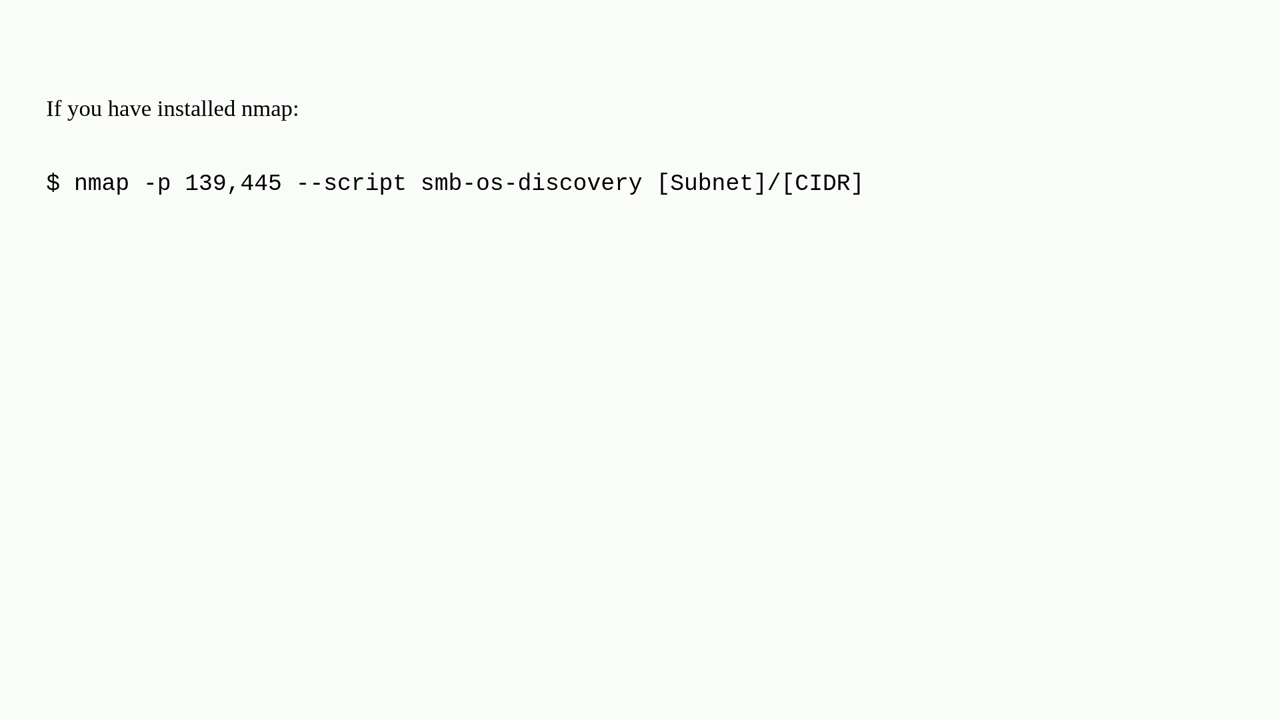 If you have installed nmap:
$ nmap -p 139,445 --script smb-os-discovery [Subnet]/[CIDR]